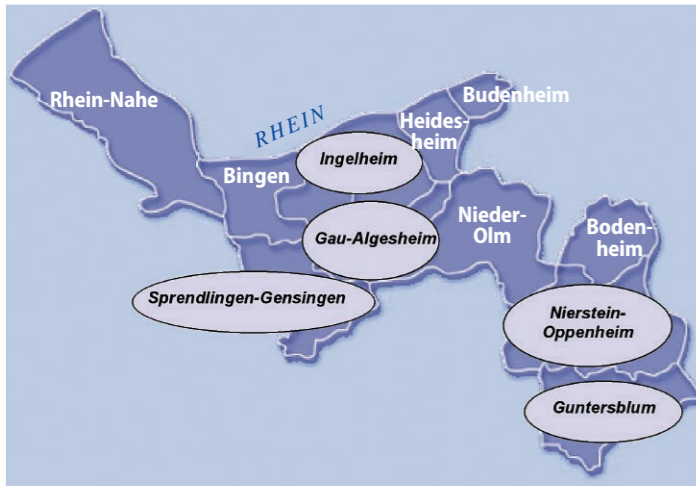 Rhein-Nahe
RHEIN
Budenheim
Heides-
heim
Ingelheim
Bingen
Nieder-
Olm
Boden-
heim
Gau-Algesheim
Sprendlingen-Gensingen
Nierstein-
Oppenheim
Guntersblum